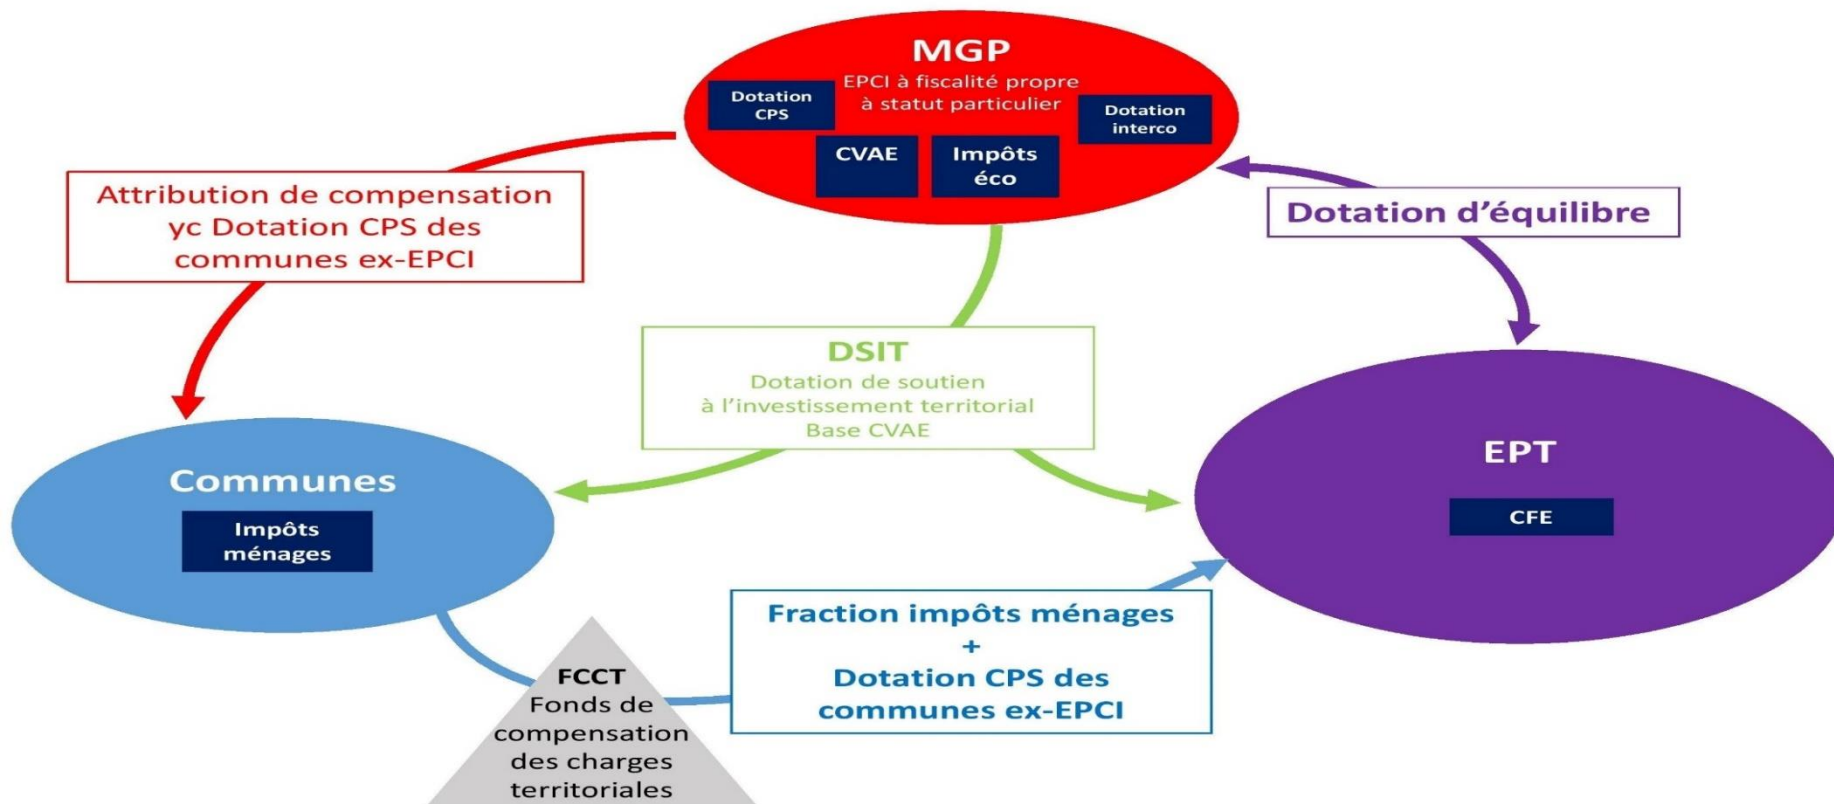 MGP
EPCI à fiscalité propre
à statut particulier
Dotation
CPS
Dotation
interco
CVAE
Impôts
éco
Attribution de compensation
yc Dotation CPS des
communes ex-EPCI
Dotation d’équilibre
DSIT
Dotation de soutien
à l’investissement territorial
Base CVAE
Communes
Impôts
ménages
EPT
CFE
Fraction impôts ménages
+
Dotation CPS des
communes ex-EPCI
FCCT
Fonds de
compensation
des charges
territoriales